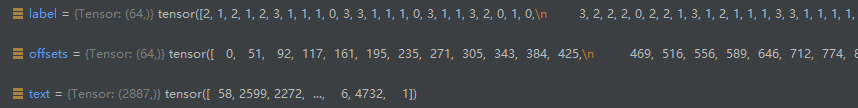 label = {Tensor: (64,)} tensor([2, 1, 2, 1, 2, 3, 1, 1, 1, 0, 3, 3, 1, 1, 1, 0, 3, 1, 1, 3, 2, 0, 1, 0,\n 3, 2, 2, 2, 0, 2, 2, 1, 3, 1, 2, 1, 1, 1, 3, 3, 1, 1, 1, 1,
offsets = {Tensor: (64,)} tensor([ 0, 51, 92, 117, 161, 195, 235, 271, 305, 343, 384, 425,\n 469, 516, 556, 589, 646, 712, 774, 8
text = {Tensor: (2887,)} tensor([ 58, 2599, 2272, ..., 6, 4732, 1])